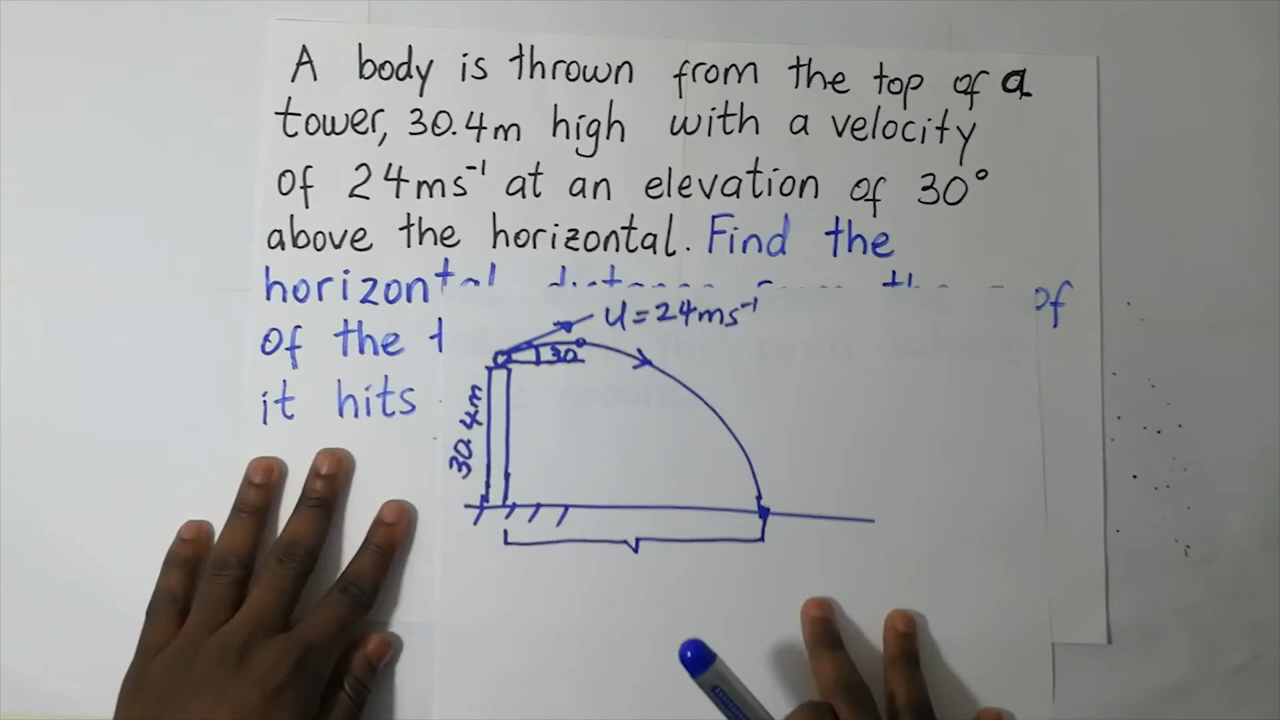 A body is thrown from the top of a
tower, 30.4m high with a velocity
of 24ms⁻¹ at an elevation of 30°
above the horizontal. Find the
of
of the
it hits
U=24ms⁻¹
30°
30.4m